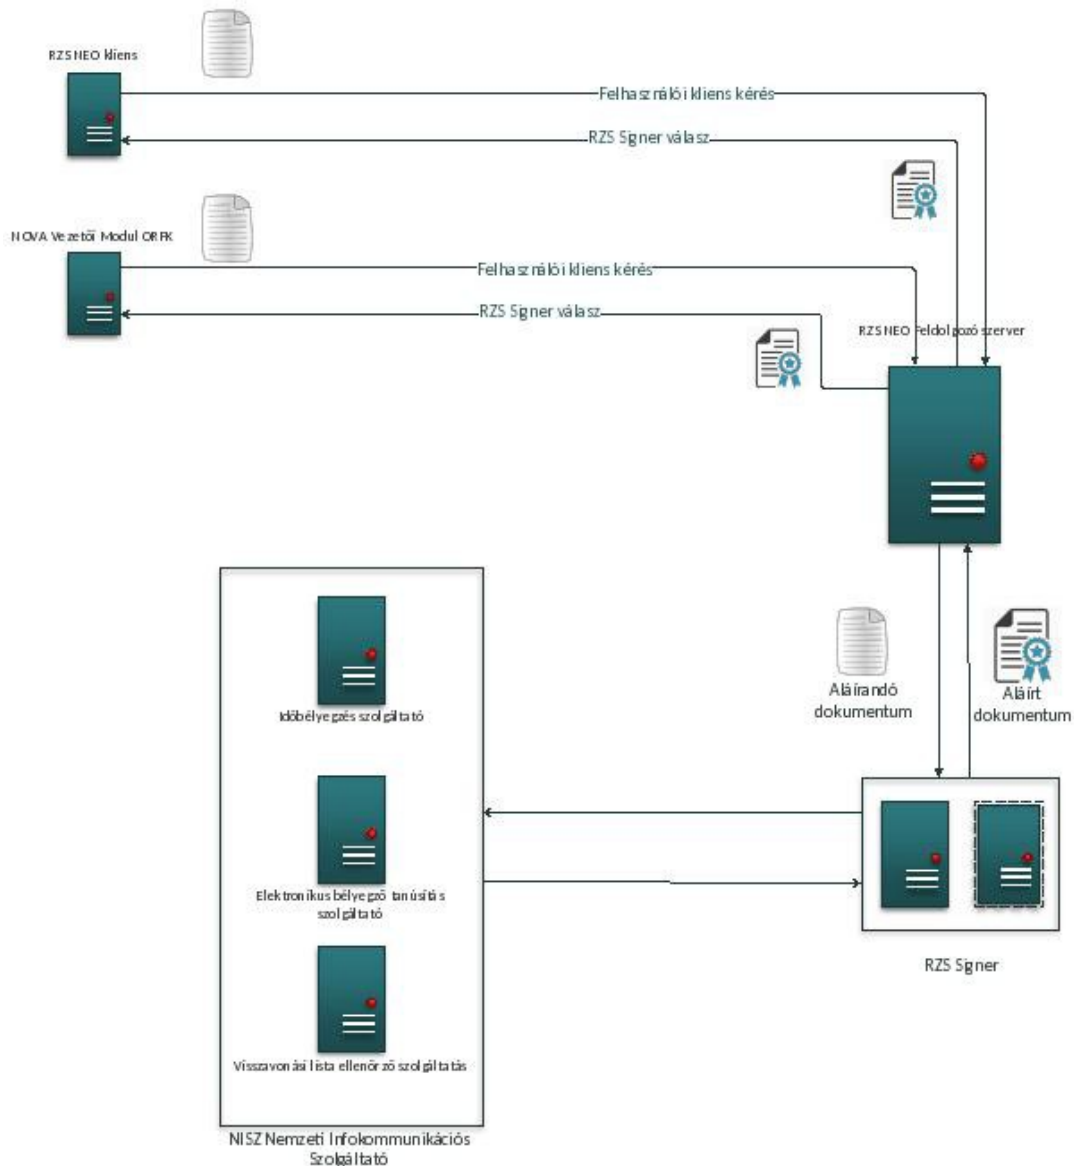 RZS NEO kliens
Felhasználói kliens kérés
RZS Signer válasz
NOVA Vezetői Modul ORFK
Felhasználói kliens kérés
RZS Signer válasz
RZS NEO Feldolgozó szerver
Aláírandó
dokumentum
Aláírt
dokumentum
Időbélyegzés szolgáltató
Elektronikus bélyegző tanúsítás
szolgáltató
Visszavonási lista ellenőrző szolgáltatás
RZS Signer
NISZ Nemzeti Infokommunikációs
Szolgáltató